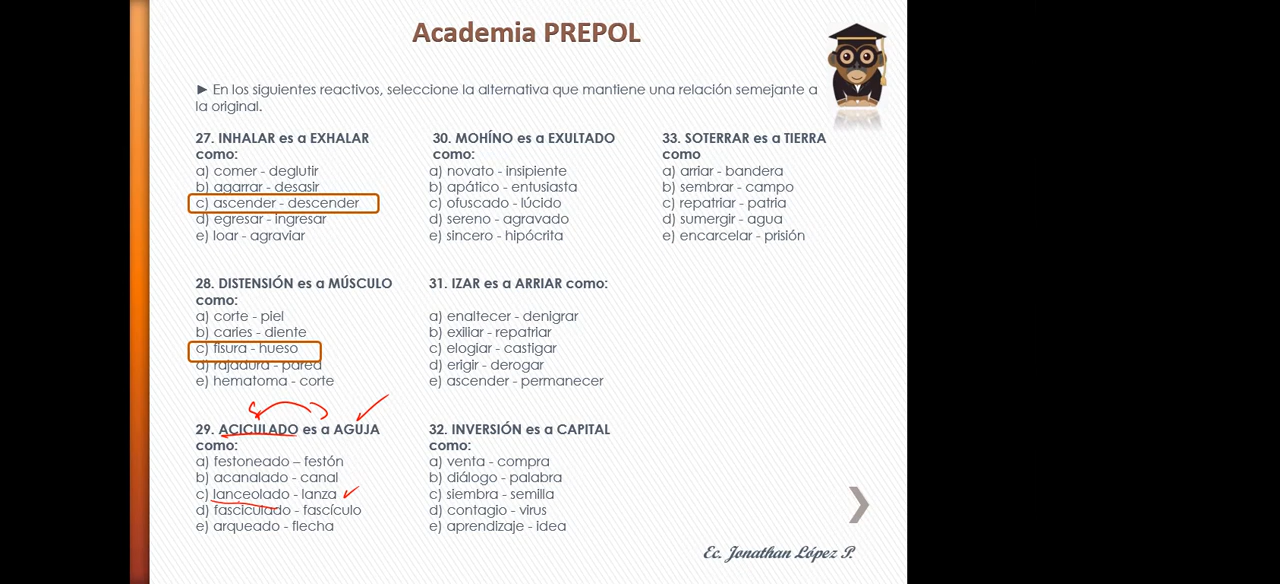 Academia PREPOL
► En los siguientes reactivos, seleccione la alternativa que mantiene una relación semejante a
la original.
27. INHALAR es a EXHALAR
como:
a) comer - deglutir
b) agarrar - desasir
c) ascender - descender
d) egresar - ingresar
e) loar - agraviar
28. DISTENSIÓN es a MÚSCULO
como:
a) corte - piel
b) caries - diente
c) fisura - hueso
d) rajadura - pared
e) hematoma - corte
29. ACICULADO es a AGUJA
como:
a) festoneado – festón
b) acanalado - canal
c) lanceolado - lanza
d) fasciculado - fascículo
e) arqueado - flecha
30. MOHÍNO es a EXULTADO
como:
a) novato - insipiente
b) apático - entusiasta
c) ofuscado - lúcido
d) sereno - agravado
e) sincero - hipócrita
31. IZAR es a ARRIAR como:
a) enaltecer - denigrar
b) exiliar - repatriar
c) elogiar - castigar
d) erigir - derogar
e) ascender - permanecer
32. INVERSIÓN es a CAPITAL
como:
a) venta - compra
b) diálogo - palabra
c) siembra - semilla
d) contagio - virus
e) aprendizaje - idea
33. SOTERRAR es a TIERRA
como
a) arriar - bandera
b) sembrar - campo
c) repatriar - patria
d) sumergir - agua
e) encarcelar - prisión
Ec. Jonathan López P.